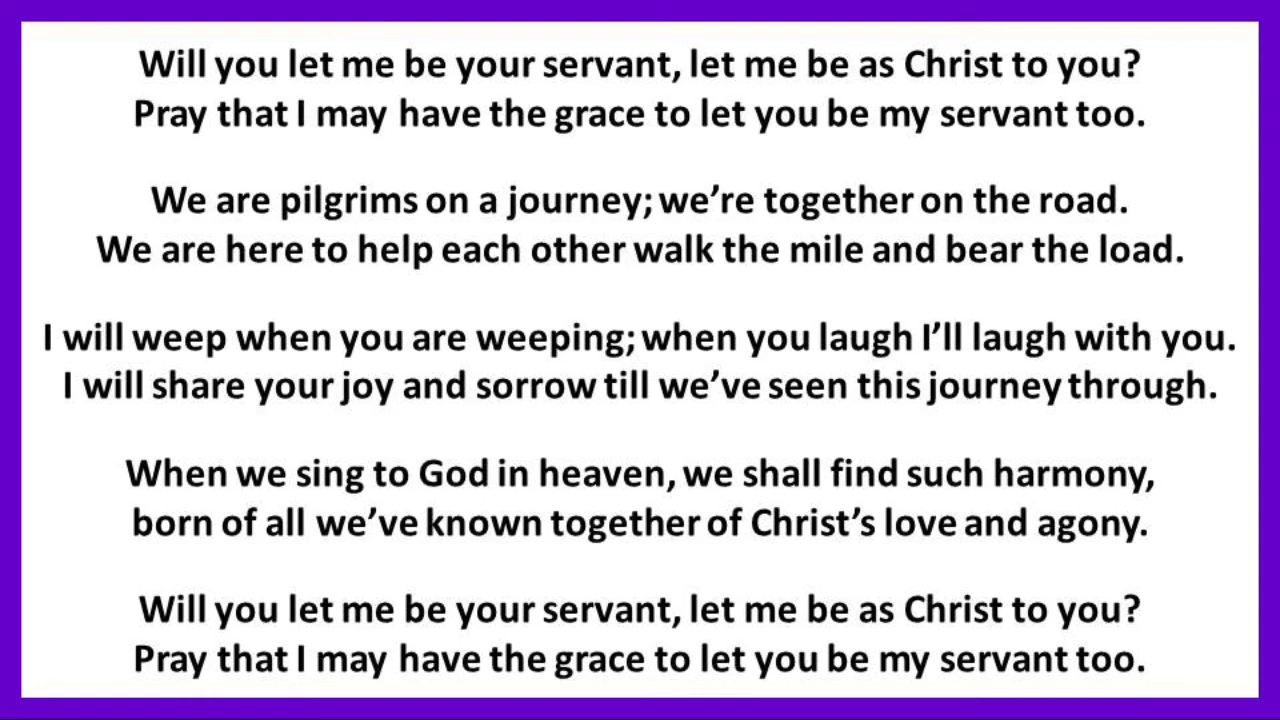 Will you let me be your servant, let me be as Christ to you?
Pray that I may have the grace to let you be my servant too.
We are pilgrims on a journey; we’re together on the road.
We are here to help each other walk the mile and bear the load.
I will weep when you are weeping; when you laugh I’ll laugh with you.
I will share your joy and sorrow till we’ve seen this journey through.
When we sing to God in heaven, we shall find such harmony,
born of all we’ve known together of Christ’s love and agony.
Will you let me be your servant, let me be as Christ to you?
Pray that I may have the grace to let you be my servant too.